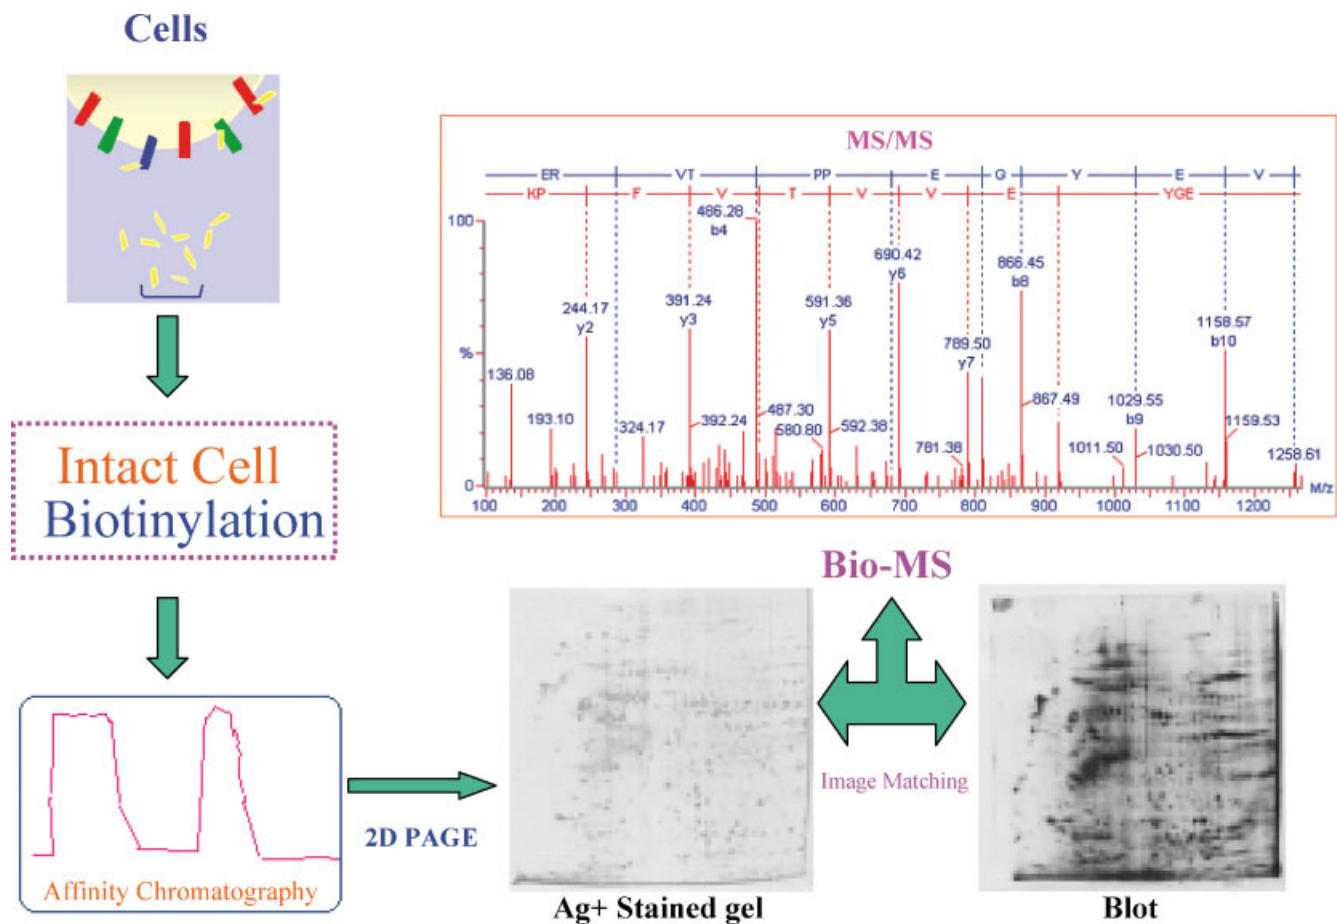 Cells
Intact Cell
Biotinylation
Affinity Chromatography
2D PAGE
MS/MS
ER VT PP E G Y E V
KP F V T V V E YGE
100
%
0
136.08
193.10
244.17
y2
324.17
391.24
y3
392.24
486.28
b4
487.30
580.80
591.36
y5
592.38
690.42
y6
781.38
789.50
y7
866.45
b8
867.49
1011.50
1029.55
b9
1030.50
1158.57
b10
1159.53
1258.61
100 200 300 400 500 600 700 800 900 1000 1100 1200 M/z
Bio-MS
Image Matching
Ag+ Stained gel
Blot